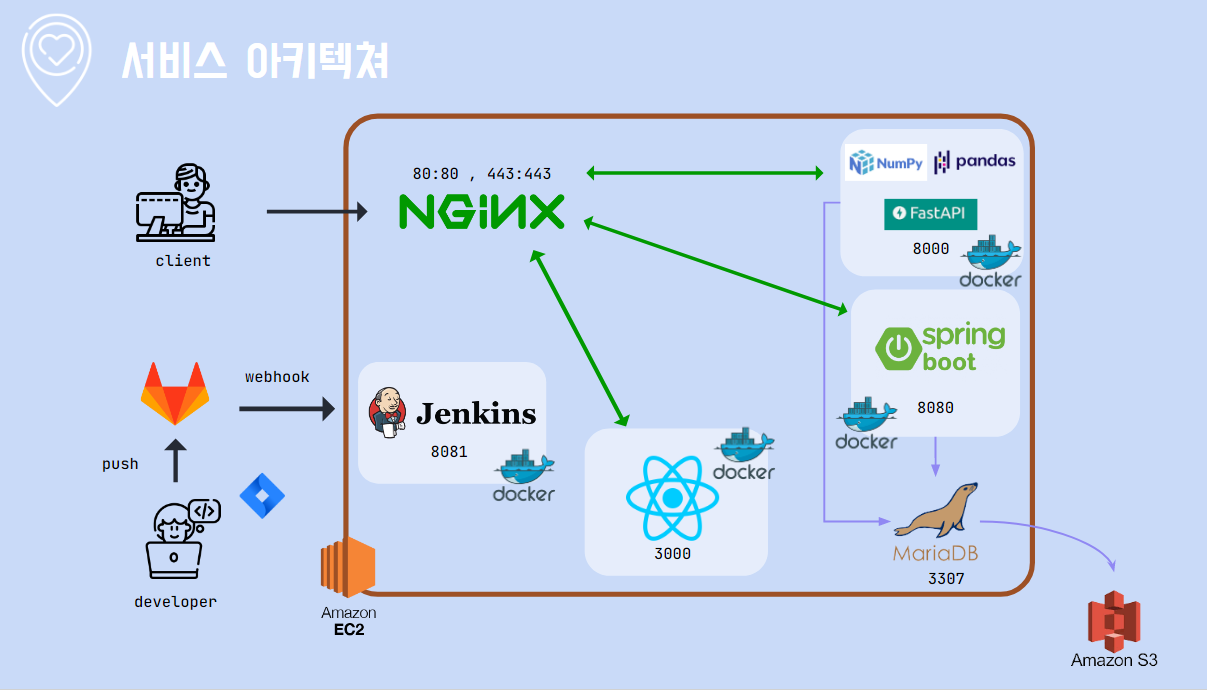 서비스 아키텍쳐
80:80 , 443:443
NGINX
client
NumPy
pandas
FastAPI
8000
docker
spring
boot
8080
docker
webhook
Jenkins
8081
docker
push
docker
3000
MariaDB
3307
developer
Amazon
EC2
Amazon S3